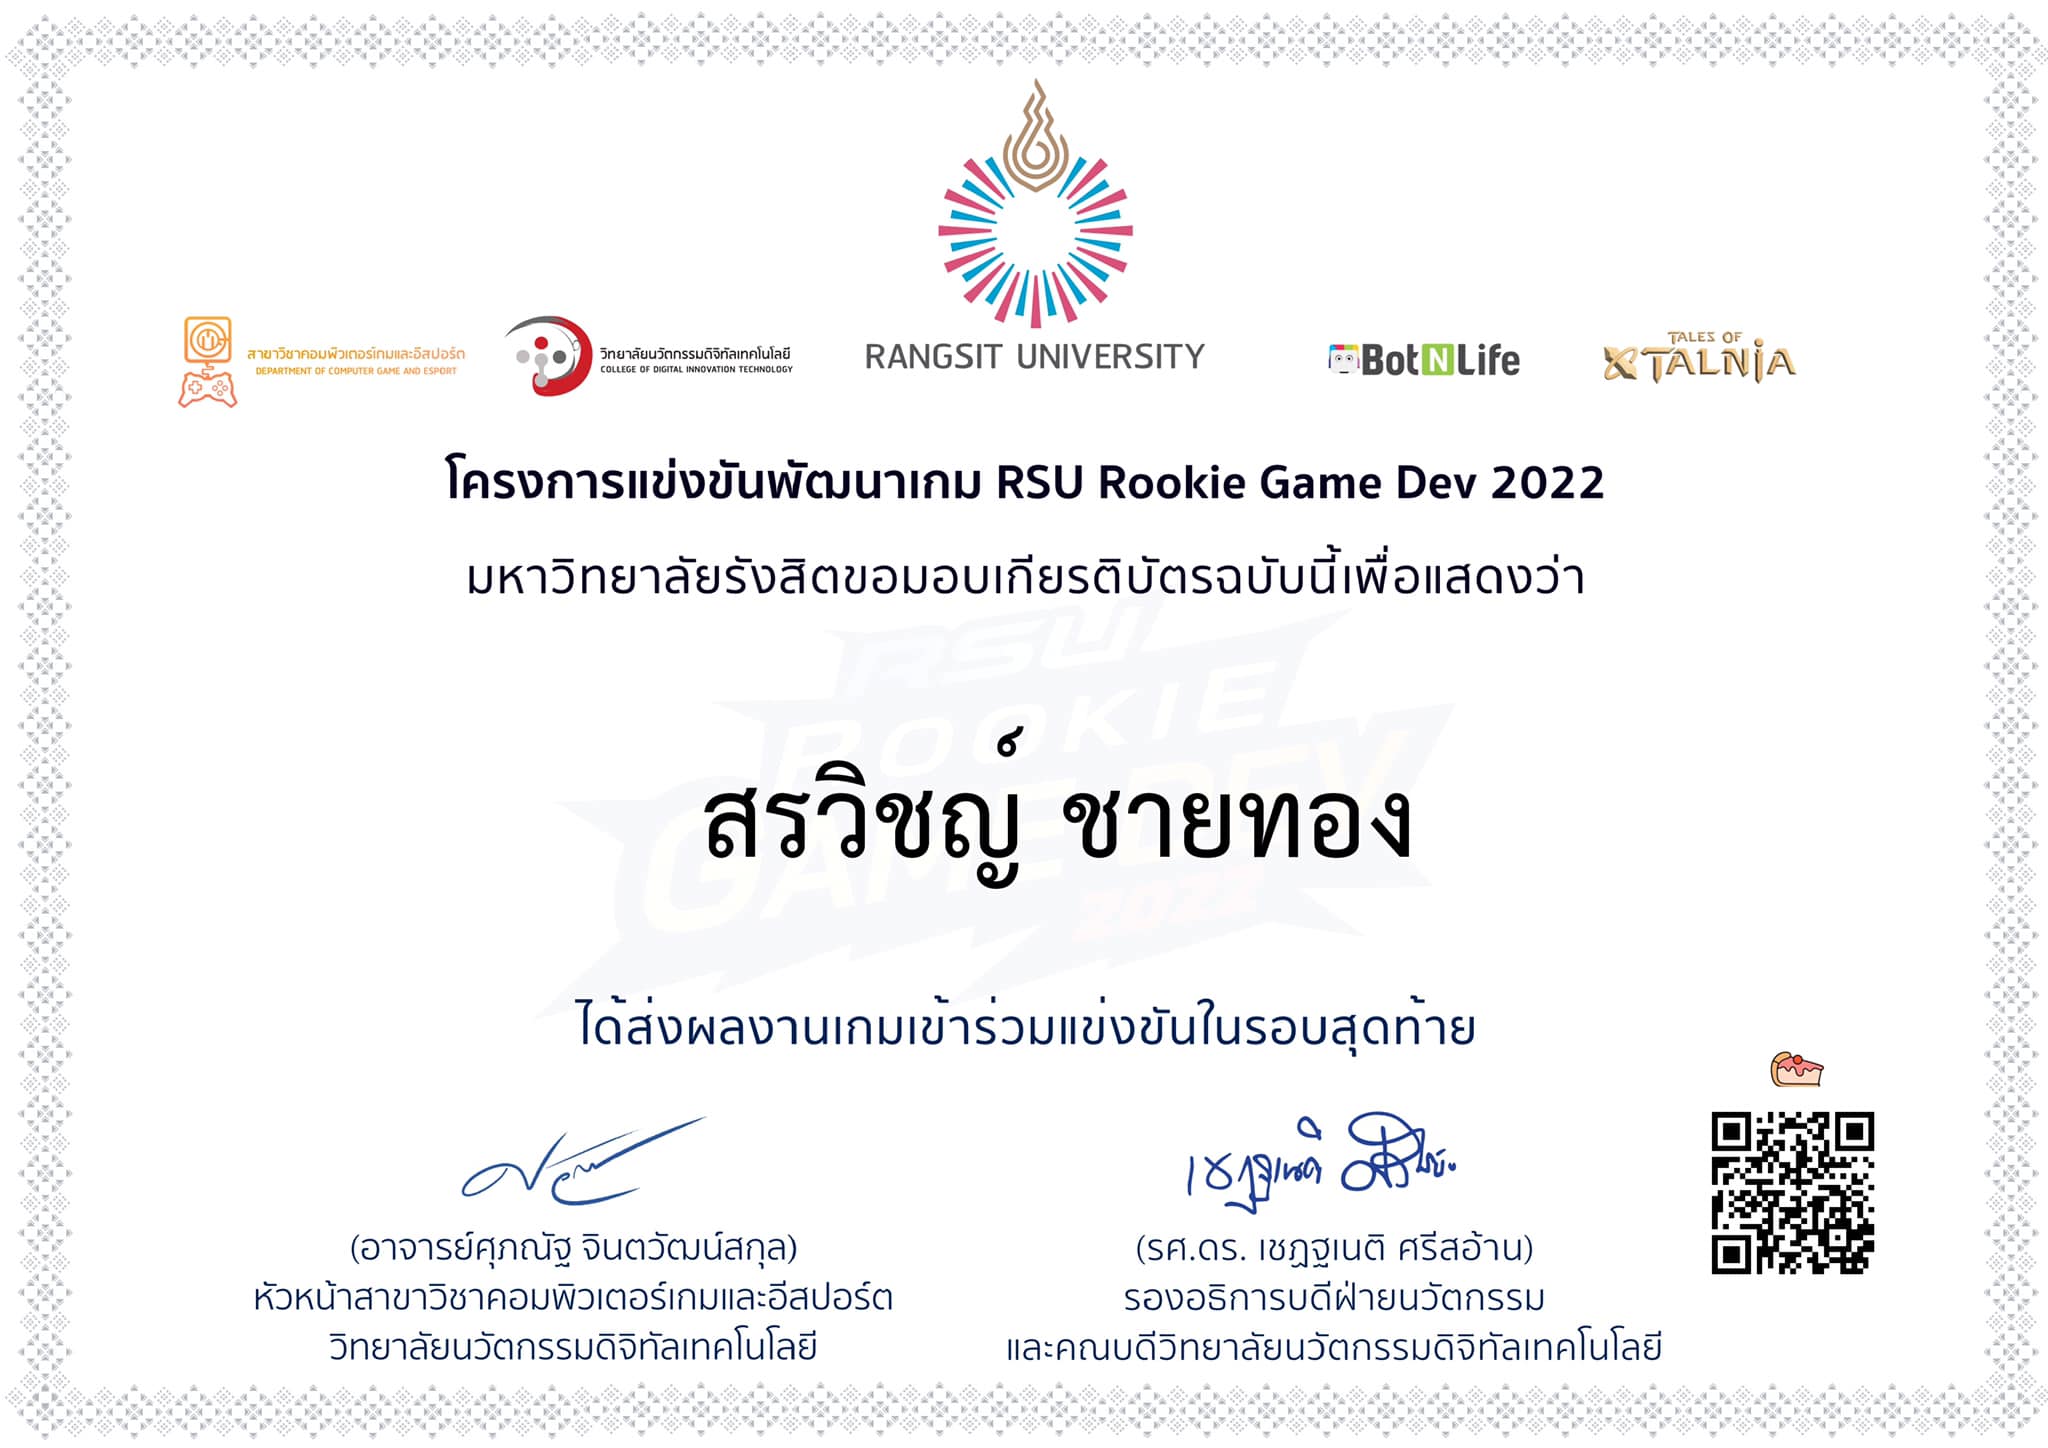 RANGSIT UNIVERSITY
สาขาวิชาคอมพิวเตอร์เกมและอีสปอร์ต
DEPARTMENT OF COMPUTER GAME AND ESPORT
วิทยาลัยนวัตกรรมดิจิทัลเทคโนโลยี
COLLEGE OF DIGITAL INNOVATION TECHNOLOGY
BotNLife
TALES OF
XTALNIA
โครงการแข่งขันพัฒนาเกม RSU Rookie Game Dev 2022
มหาวิทยาลัยรังสิตขอมอบเกียรติบัตรฉบับนี้เพื่อแสดงว่า
RSU
ROOKIE
GAME DEV
2022
สรวิชญ์ ชายทอง
ได้ส่งผลงานเกมเข้าร่วมแข่งขันในรอบสุดท้าย
(อาจารย์ศุภณัฐ จินตวัฒน์สกุล)
หัวหน้าสาขาวิชาคอมพิวเตอร์เกมและอีสปอร์ต
วิทยาลัยนวัตกรรมดิจิทัลเทคโนโลยี
(รศ.ดร. เชฏฐเนติ ศรีสอ้าน)
รองอธิการบดีฝ่ายนวัตกรรม
และคณบดีวิทยาลัยนวัตกรรมดิจิทัลเทคโนโลยี